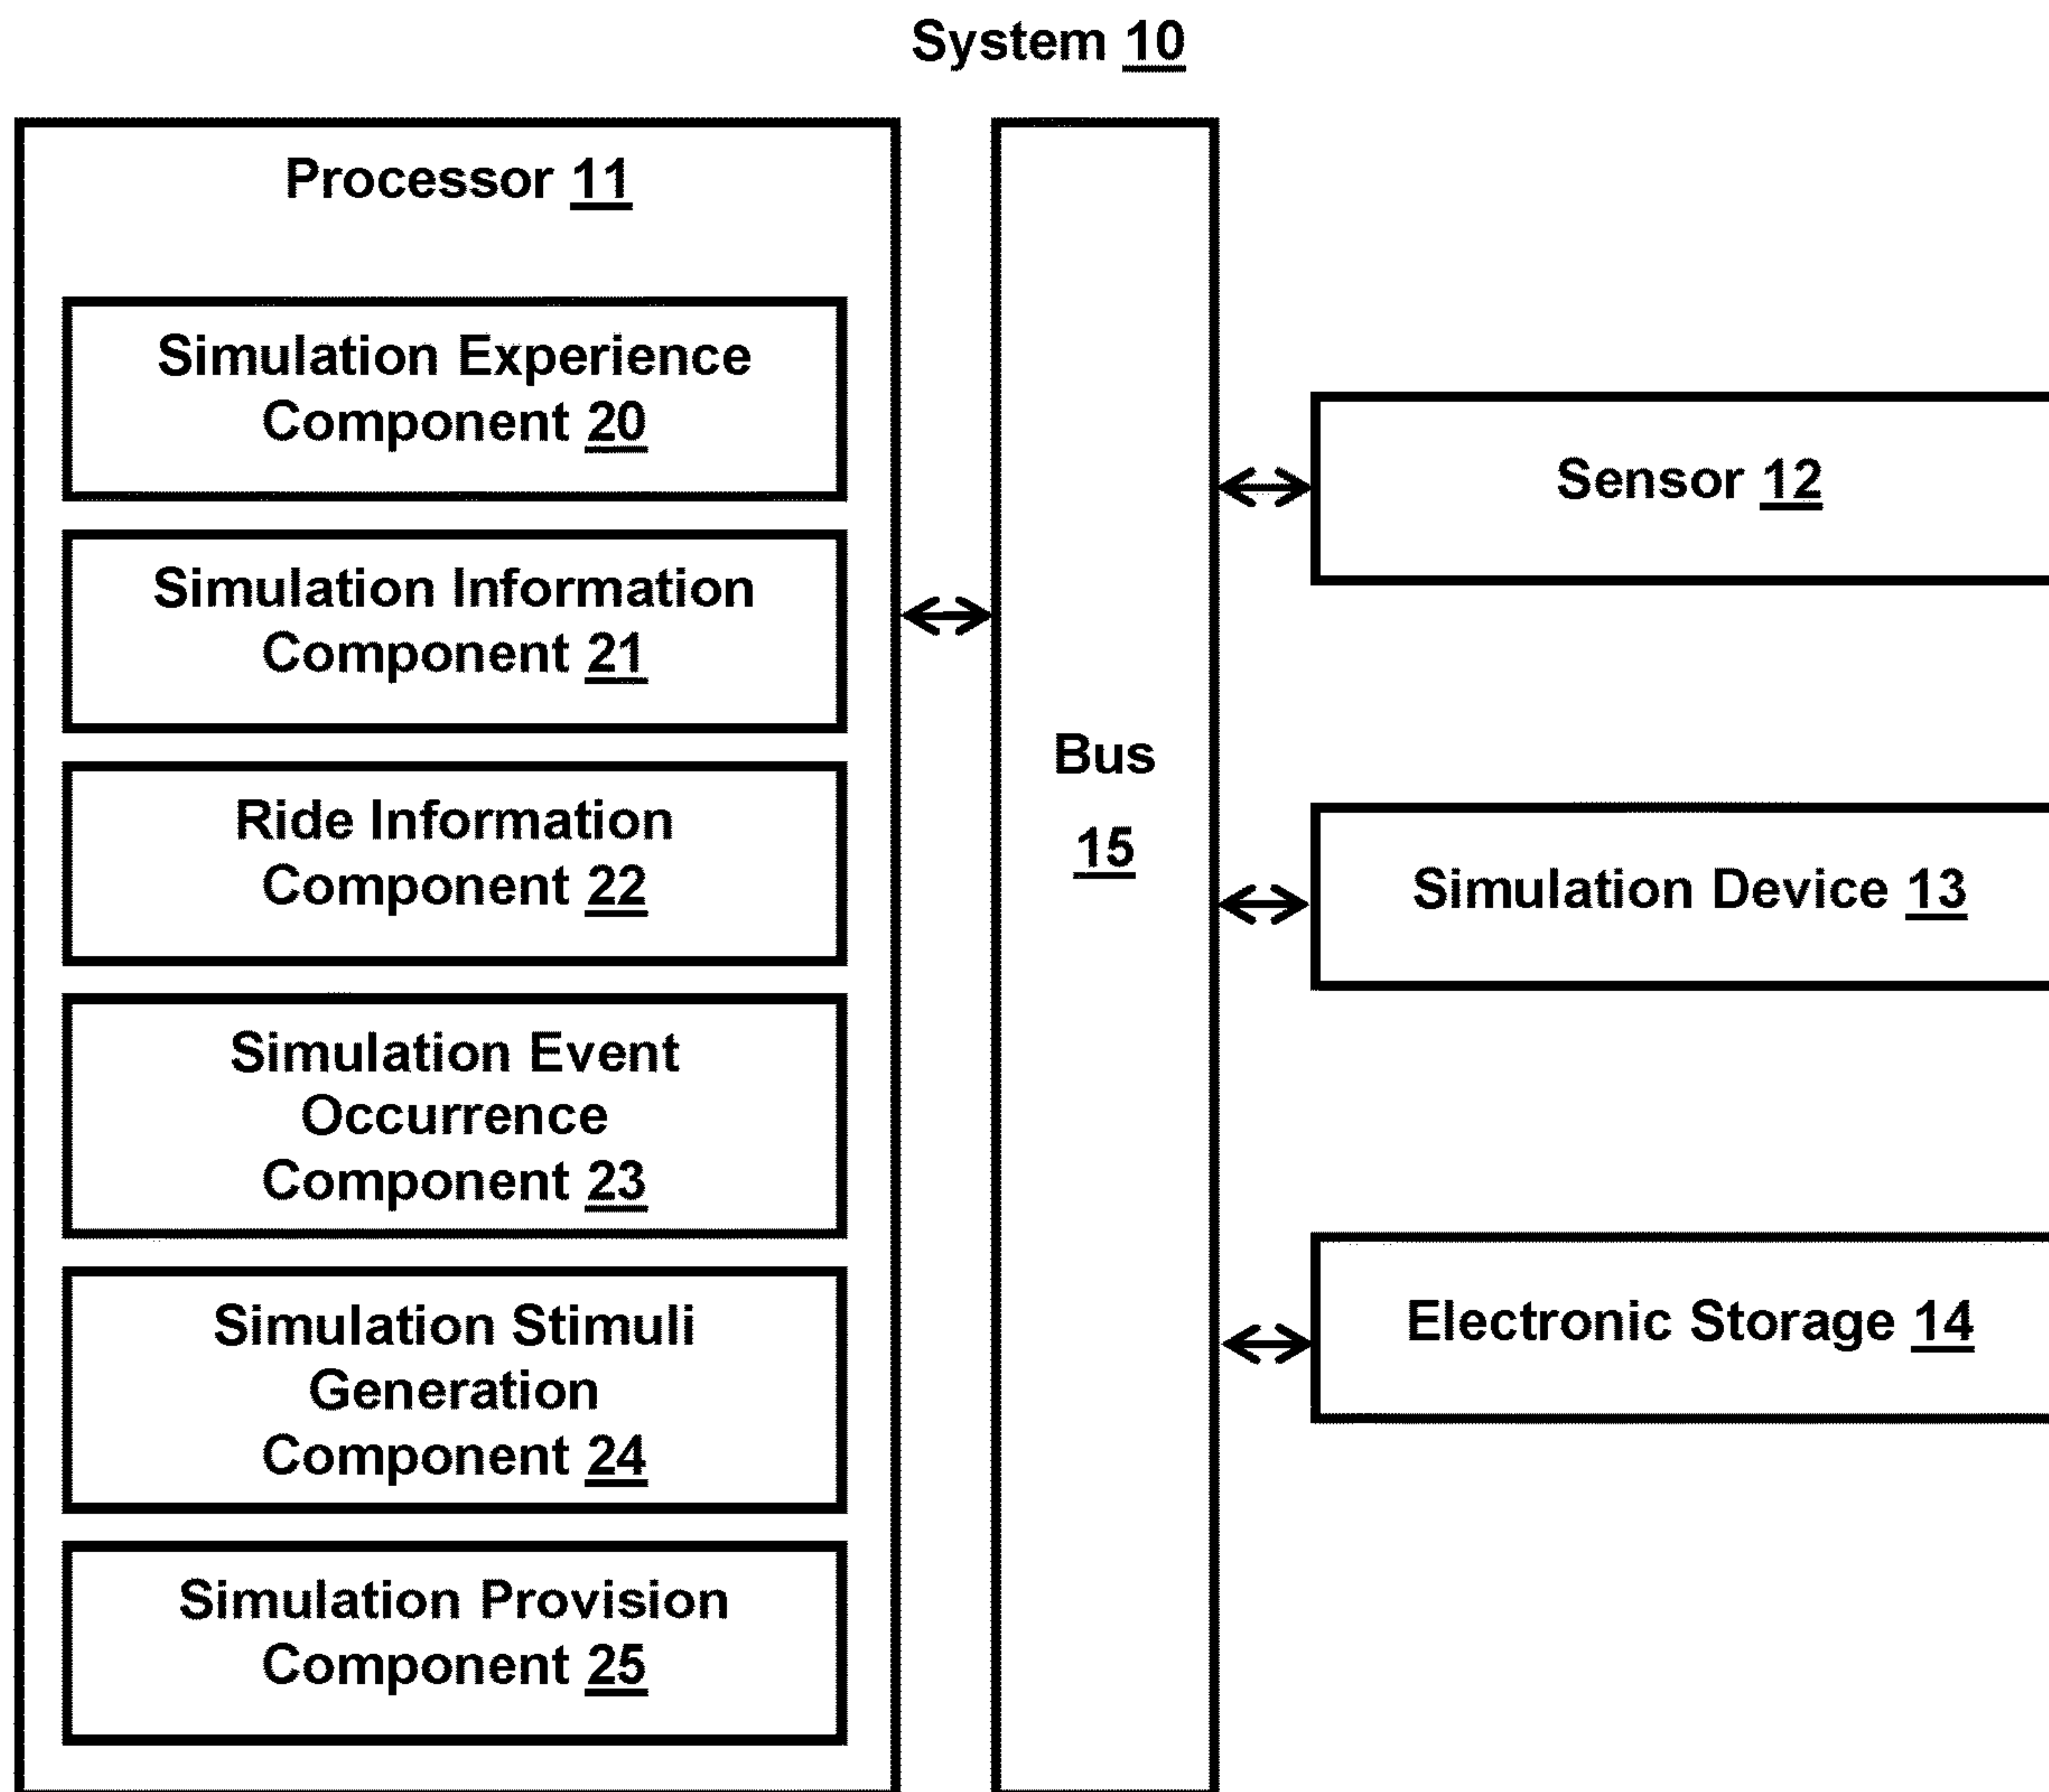 System 10
Processor 11
Simulation Experience
Component 20
Simulation Information
Component 21
Ride Information
Component 22
Simulation Event
Occurrence
Component 23
Simulation Stimuli
Generation
Component 24
Simulation Provision
Component 25
Bus
15
Sensor 12
Simulation Device 13
Electronic Storage 14